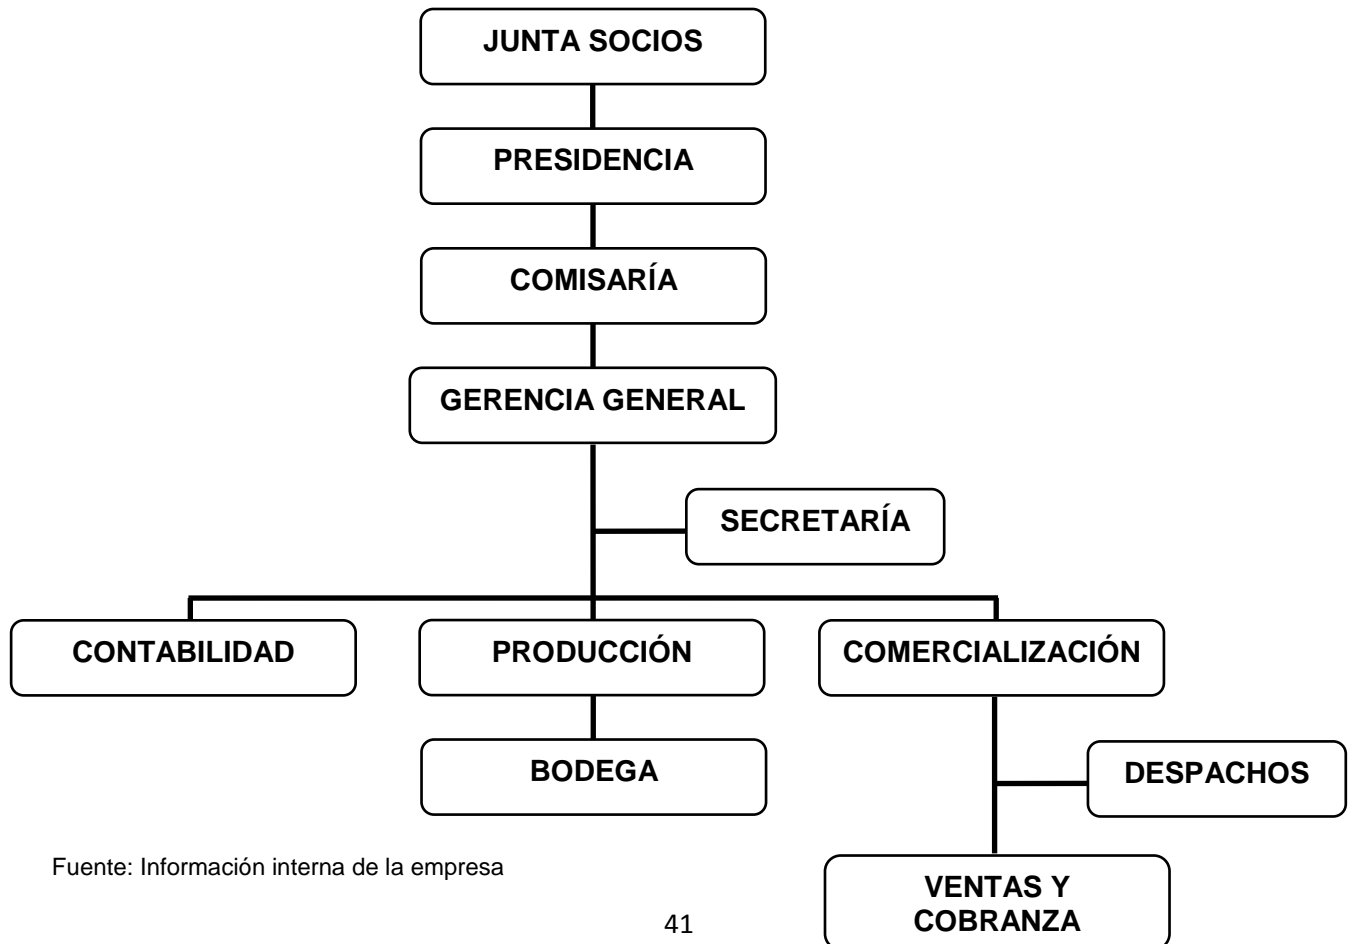 JUNTA SOCIOS
PRESIDENCIA
COMISARÍA
GERENCIA GENERAL
SECRETARÍA
CONTABILIDAD
PRODUCCIÓN
COMERCIALIZACIÓN
BODEGA
DESPACHOS
VENTAS Y
COBRANZA
Fuente: Información interna de la empresa
41